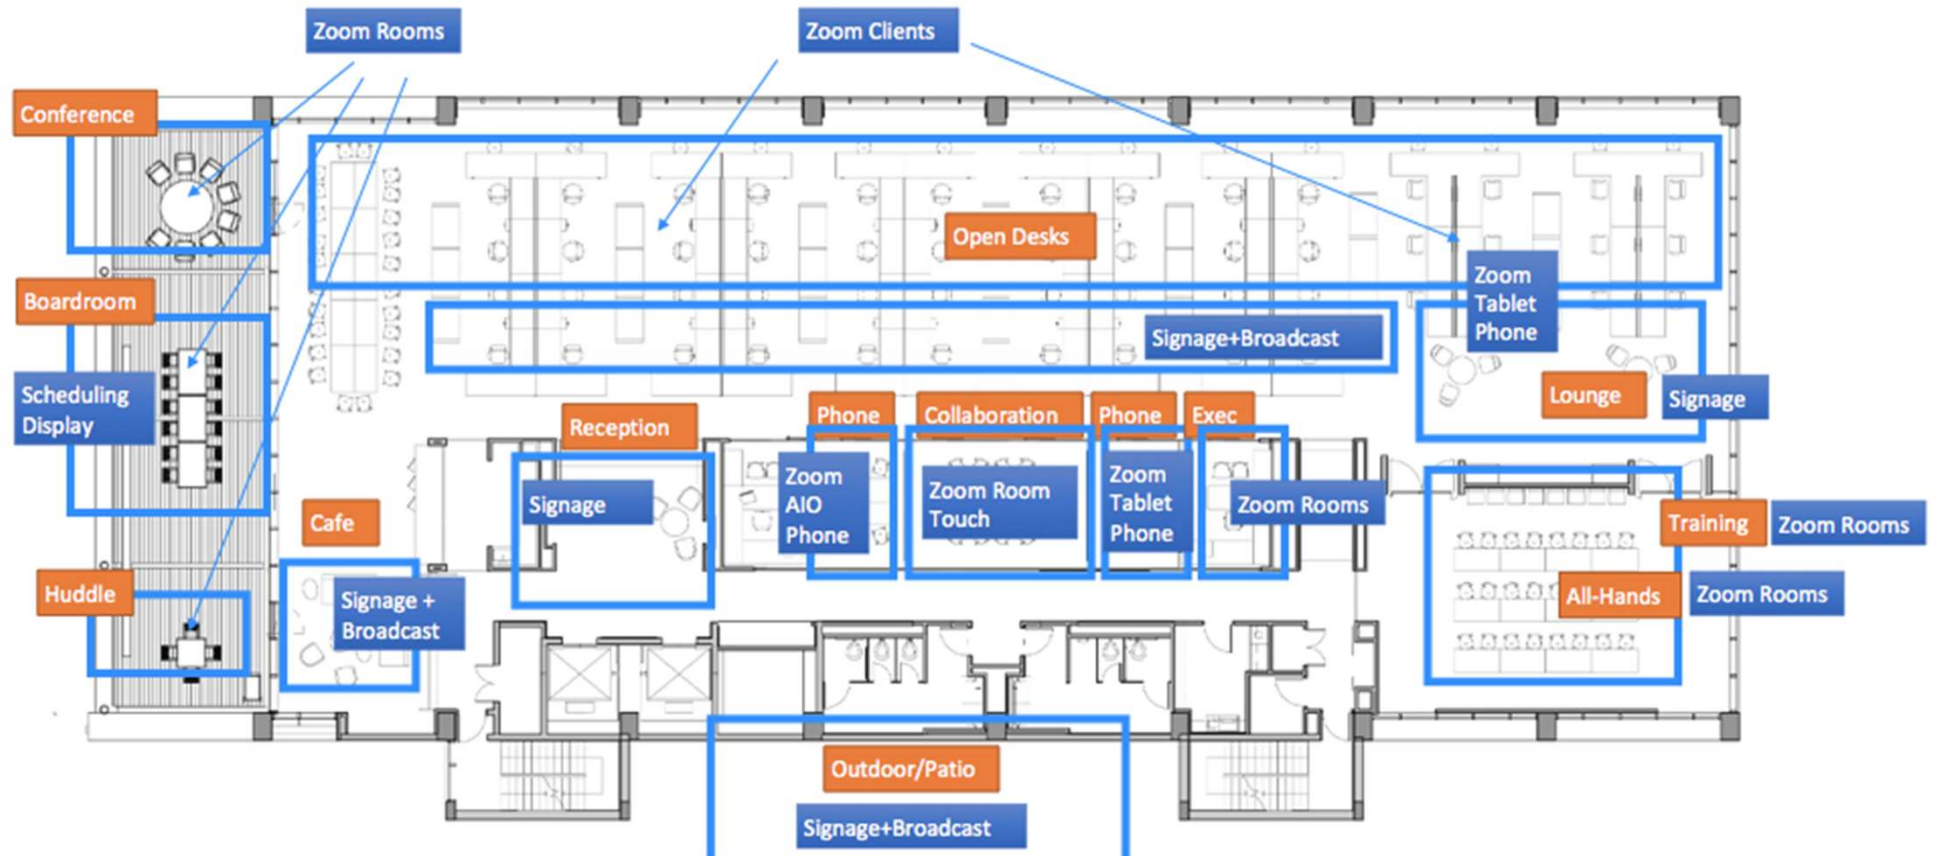 Zoom Rooms
Zoom Clients
Conference
Open Desks
Boardroom
Zoom
Tablet
Phone
Signage+Broadcast
Scheduling
Display
Lounge
Signage
Reception
Phone
Collaboration
Phone
Exec
Signage
Zoom
AIO
Phone
Zoom Room
Touch
Zoom
Tablet
Phone
Zoom Rooms
Cafe
Training
Zoom Rooms
Huddle
Signage +
Broadcast
All-Hands
Zoom Rooms
Outdoor/Patio
Signage+Broadcast